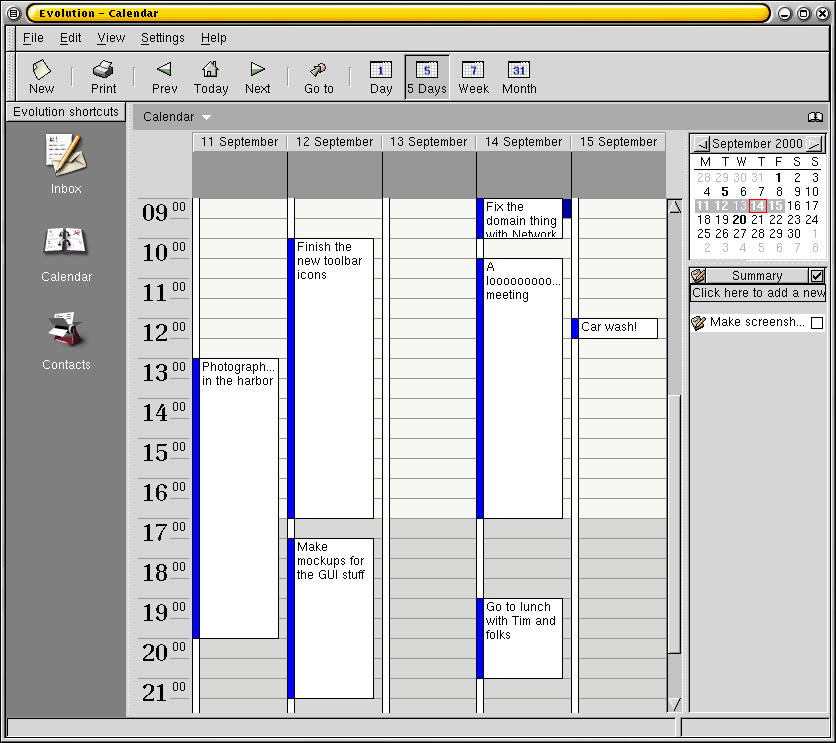 Evolution - Calendar
File Edit View Settings Help
New Print Prev Today Next Go to Day 5 Days Week Month
1 5 7 31
Evolution shortcuts
Inbox
Calendar
Contacts
Calendar
11 September 12 September 13 September 14 September 15 September
09 00
10 00
11 00
12 00
13 00
14 00
15 00
16 00
17 00
18 00
19 00
20 00
21 00
Photograph...
in the harbor
Finish the
new toolbar
icons
Make
mockups for
the GUI stuff
Fix the
domain thing
with Network
A
looooooooo...
meeting
Go to lunch
with Tim and
folks
Car wash!
September 2000
M T W T F S S
28 29 30 31 1 2 3
4 5 6 7 8 9 10
11 12 13 14 15 16 17
18 19 20 21 22 23 24
25 26 27 28 29 30 1
2 3 4 5 6 7 8
Summary
Click here to add a new
Make screensh...